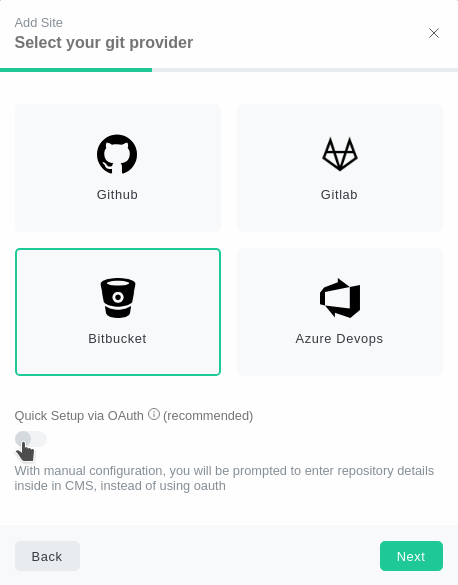 Add Site
Select your git provider
Github
Gitlab
Bitbucket
Azure Devops
Quick Setup via OAuth (recommended)
With manual configuration, you will be prompted to enter repository details
inside in CMS, instead of using oauth
Back
Next